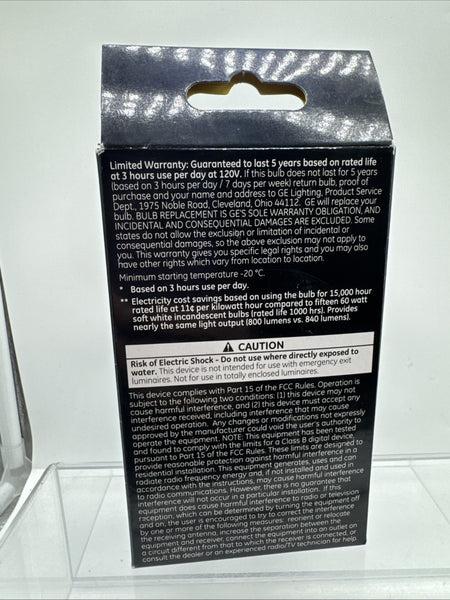 Limited Warranty: Guaranteed to last 5 years based on rated life
at 3 hours use per day at 120V. If this bulb does not last for 5 years
(based on 3 hours per day / 7 days per week) return bulb, proof of
purchase and your name and address to GE Lighting, Product Service
Dept., 1975 Noble Road, Cleveland, Ohio 44112. GE will replace your
bulb. BULB REPLACEMENT IS GE'S SOLE WARRANTY OBLIGATION, AND
INCIDENTAL AND CONSEQUENTIAL DAMAGES ARE EXCLUDED. Some
states do not allow the exclusion or limitation of incidental or
consequential damages, so the above exclusion may not apply to
you. This warranty gives you specific legal rights and you may also
have other rights which vary from location to location.
Minimum starting temperature -20 °C.
* Based on 3 hours use per day.
** Electricity cost savings based on using the bulb for 15,000 hour
rated life at 11¢ per kilowatt hour compared to fifteen 60 watt
soft white incandescent bulbs (rated life 1000 hrs). Provides
nearly the same light output (800 lumens vs. 840 lumens).
CAUTION
Risk of Electric Shock - Do not use where directly exposed to
water. This device is not intended for use with emergency exit
luminaires. Not for use in totally enclosed luminaires.
This device complies with Part 15 of the FCC Rules. Operation is
subject to the following two conditions: (1) this device may not
cause harmful interference, and (2) this device must accept any
interference received, including interference that may cause
undesired operation. Any changes or modifications not expressly
approved by the manufacturer could void the user's authority to
operate the equipment. NOTE: This equipment has been tested
and found to comply with the limits for a Class B digital device,
pursuant to Part 15 of the FCC Rules. These limits are designed to
provide reasonable protection against harmful interference in a
residential installation. This equipment generates, uses and can
radiate radio frequency energy and, if not installed and used in
accordance with the instructions, may cause harmful interference
to radio communications. However, there is no guarantee that
interference will not occur in a particular installation. If this
equipment does cause harmful interference to radio or television
reception, which can be determined by turning the equipment off
and on, the user is encouraged to try to correct the interference
by one or more of the following measures: reorient or relocate
the receiving antenna, increase the separation between the
equipment and receiver, connect the equipment into an outlet on
a circuit different from that to which the receiver is connected, or
consult the dealer or an experienced radio/TV technician for help.